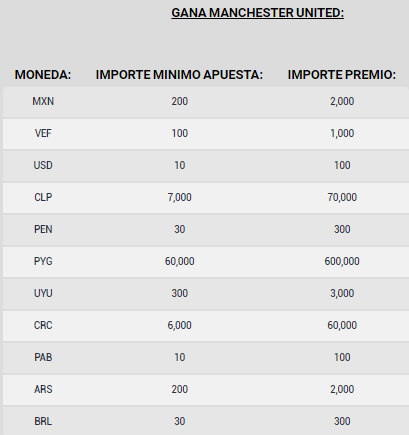 GANA MANCHESTER UNITED:
MONEDA: IMPORTE MINIMO APUESTA: IMPORTE PREMIO:
MXN 200 2,000
VEF 100 1,000
USD 10 100
CLP 7,000 70,000
PEN 30 300
PYG 60,000 600,000
UYU 300 3,000
CRC 6,000 60,000
PAB 10 100
ARS 200 2,000
BRL 30 300